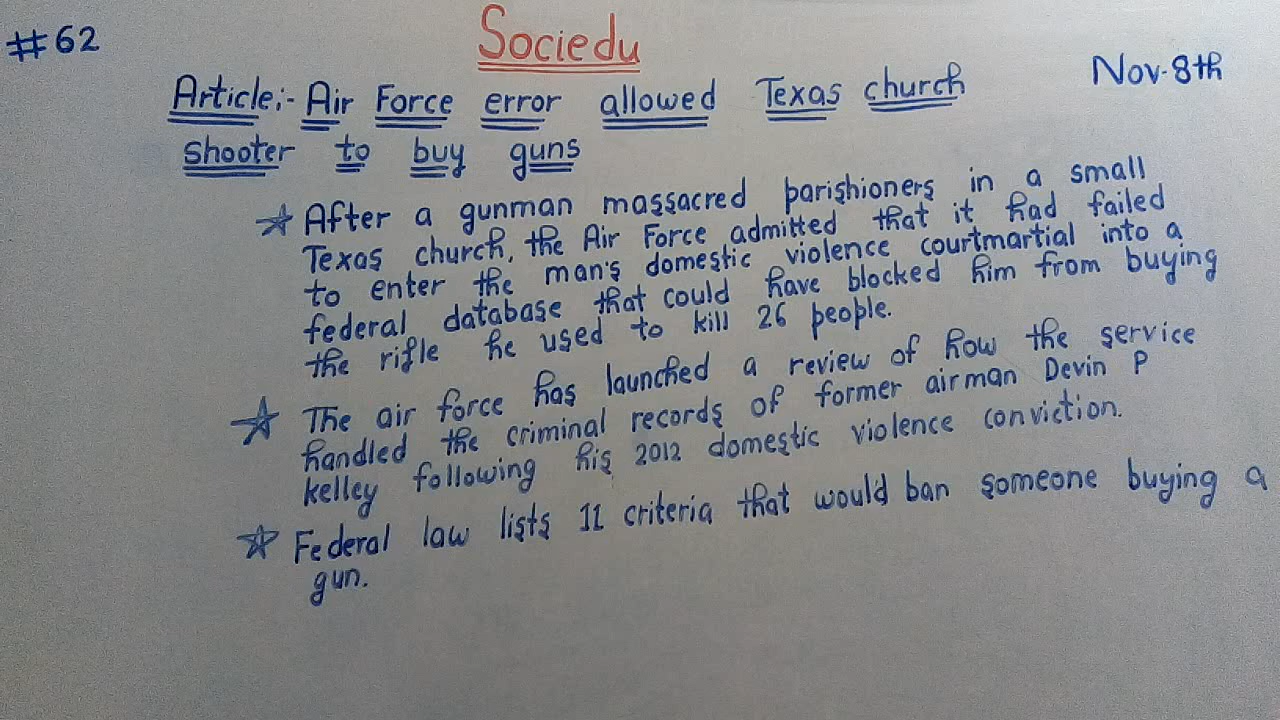 #62
Sociedu
Nov. 8th
Article:- Air Force error allowed Texas church
shooter to buy guns
☆ After a gunman massacred parishioners in a small
Texas church, the Air Force admitted that it had failed
to enter the man's domestic violence courtmartial into a
federal database that could have blocked him from buying
the rifle he used to kill 26 people.
☆ The air force has launched a review of how the service
handled the criminal records of former airman Devin P
kelley following his 2012 domestic violence conviction.
☆ Federal law lists 11 criteria that would ban someone buying a
gun.